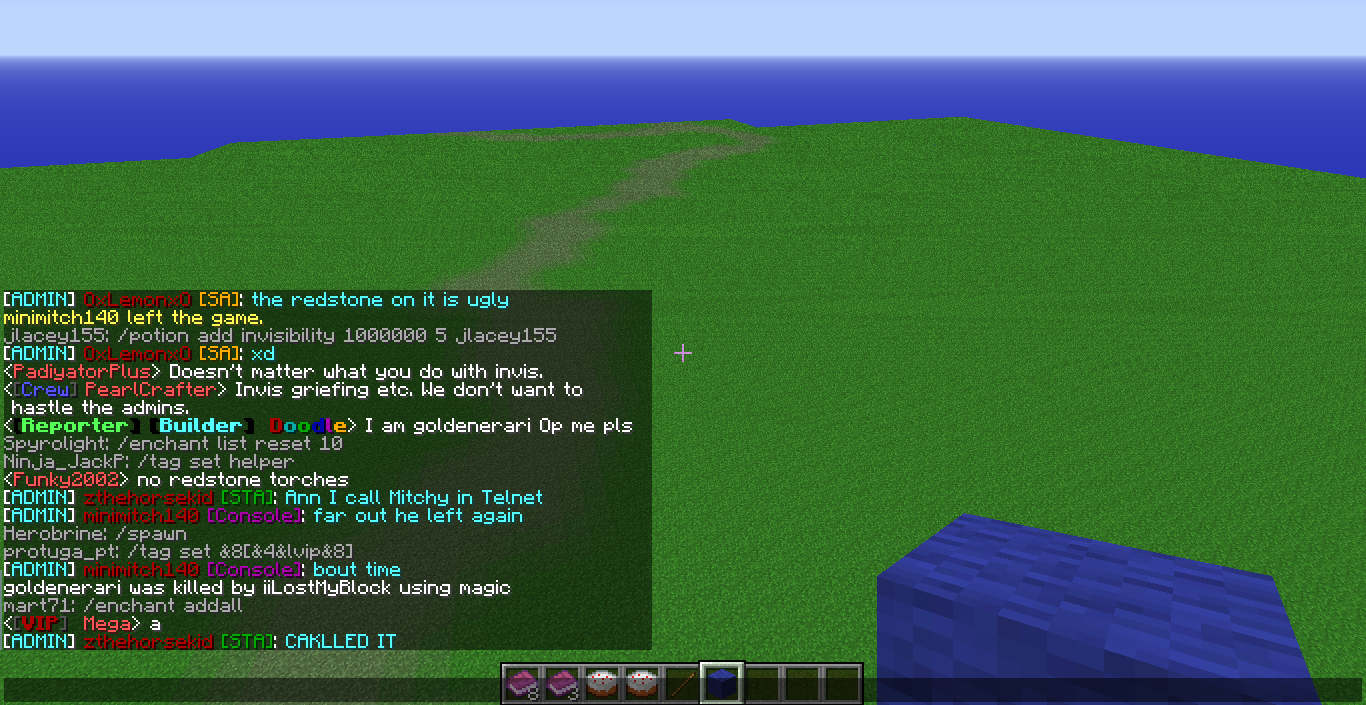 [ADMIN] 0xLemonx0 [SA]: the redstone on it is ugly
minimitch140 left the game.
jlacey155: /potion add invisibility 1000000 5 jlacey155
[ADMIN] 0xLemonx0 [SA]: xd
<PadiyatorPlus> Doesn't matter what you do with invis.
<[Crew] PearlCrafter> Invis griefing etc. We don't want to
hastle the admins.
<[Reporter] [Builder] Doodle> I am goldenerari Op me pls
Spyrolight: /enchant list reset 10
Ninja_JackP: /tag set helper
<Funky2002> no redstone torches
[ADMIN] zthehorsekid [STA]: Ann I call Mitchy in Telnet
[ADMIN] minimitch140 [Console]: far out he left again
Herobrine: /spawn
protuga_pt: /tag set &8[&4&lvip&8]
[ADMIN] minimitch140 [Console]: bout time
goldenerari was killed by iiLostMyBlock using magic
mart71: /enchant addall
<[VIP] Mega> a
[ADMIN] zthehorsekid [STA]: CAKLLED IT
8 3